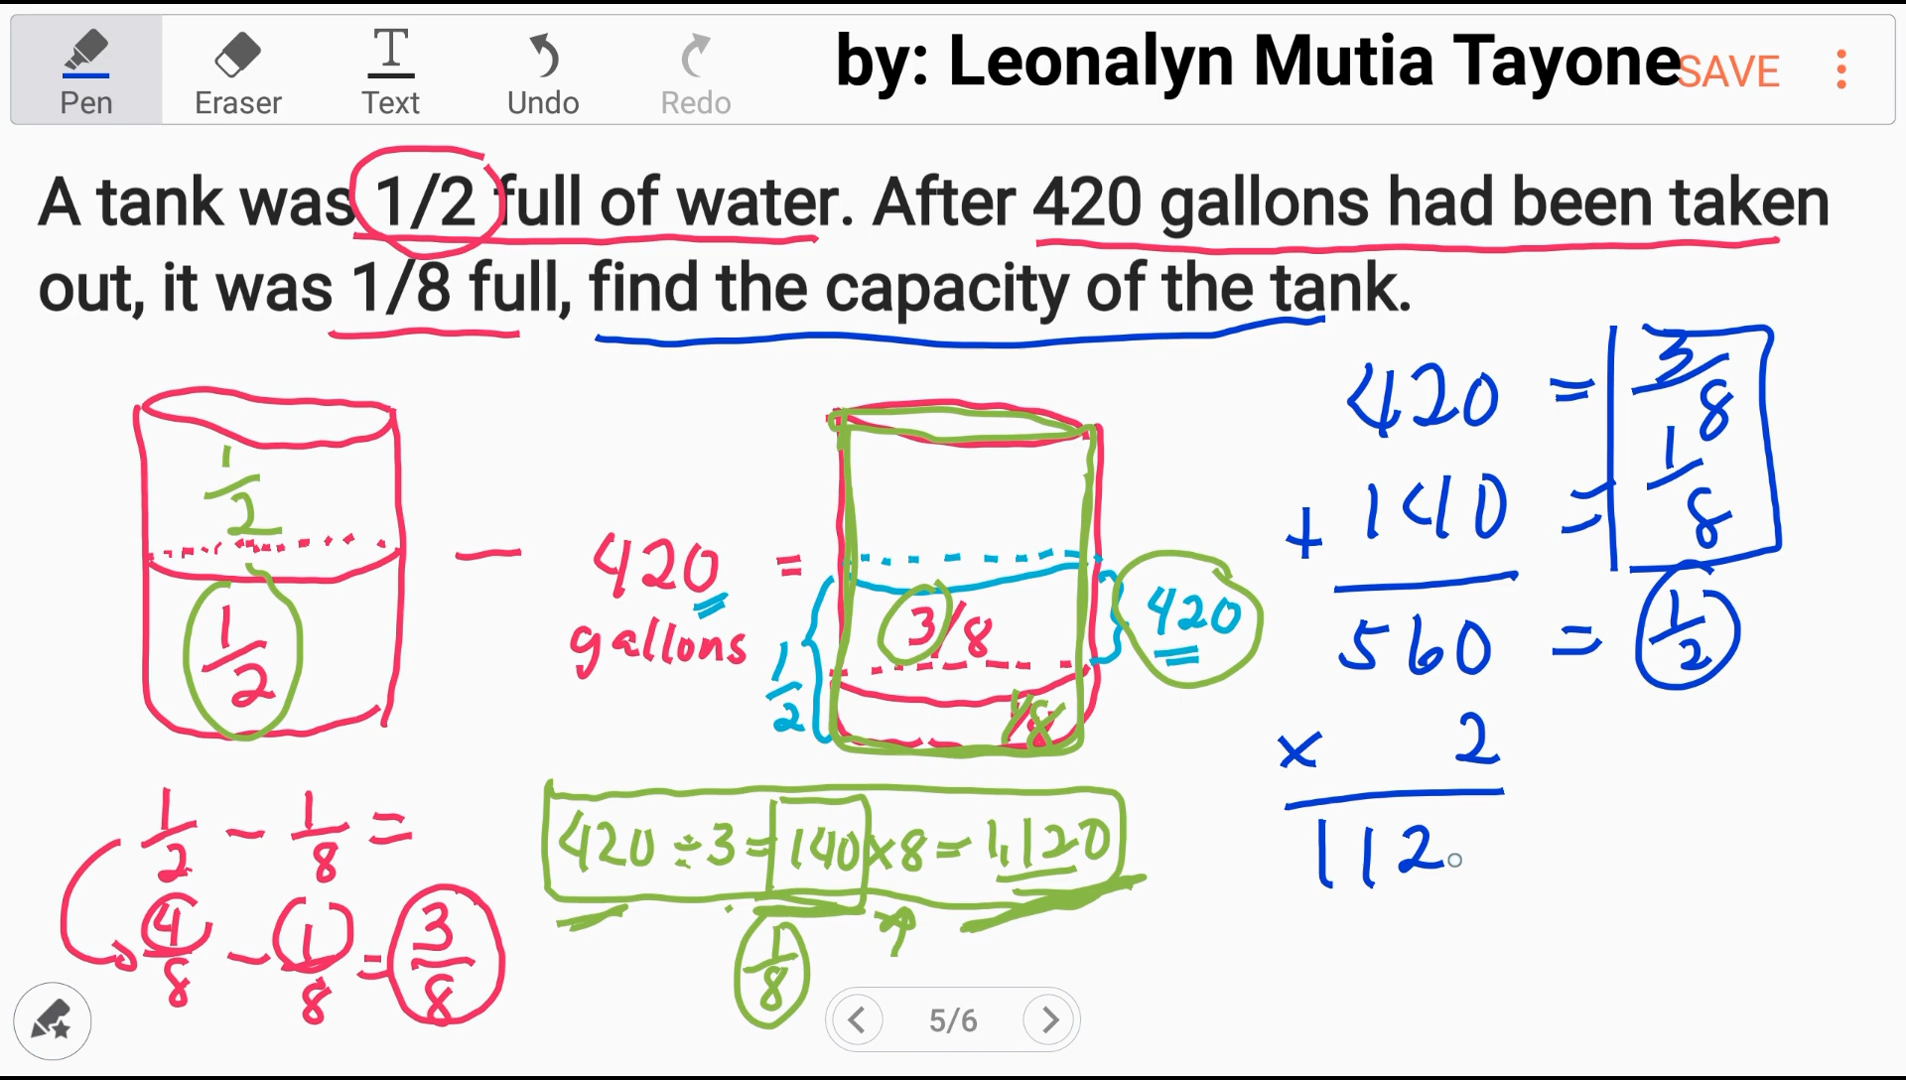 Pen Eraser Text Undo Redo by: Leonalyn Mutia Tayone SAVE
A tank was 1/2 full of water. After 420 gallons had been taken
out, it was 1/8 full, find the capacity of the tank.
1/2
1/2
— 420 =
gallons
1/2
3/8
1/8
420
420 = 3/8
+ 140 = 1/8
560 = 1/2
x 2
112
1/2 - 1/8 =
4/8 - 1/8 = 3/8
420 ÷ 3 = 140 x 8 = 1,120
1/8
5/6